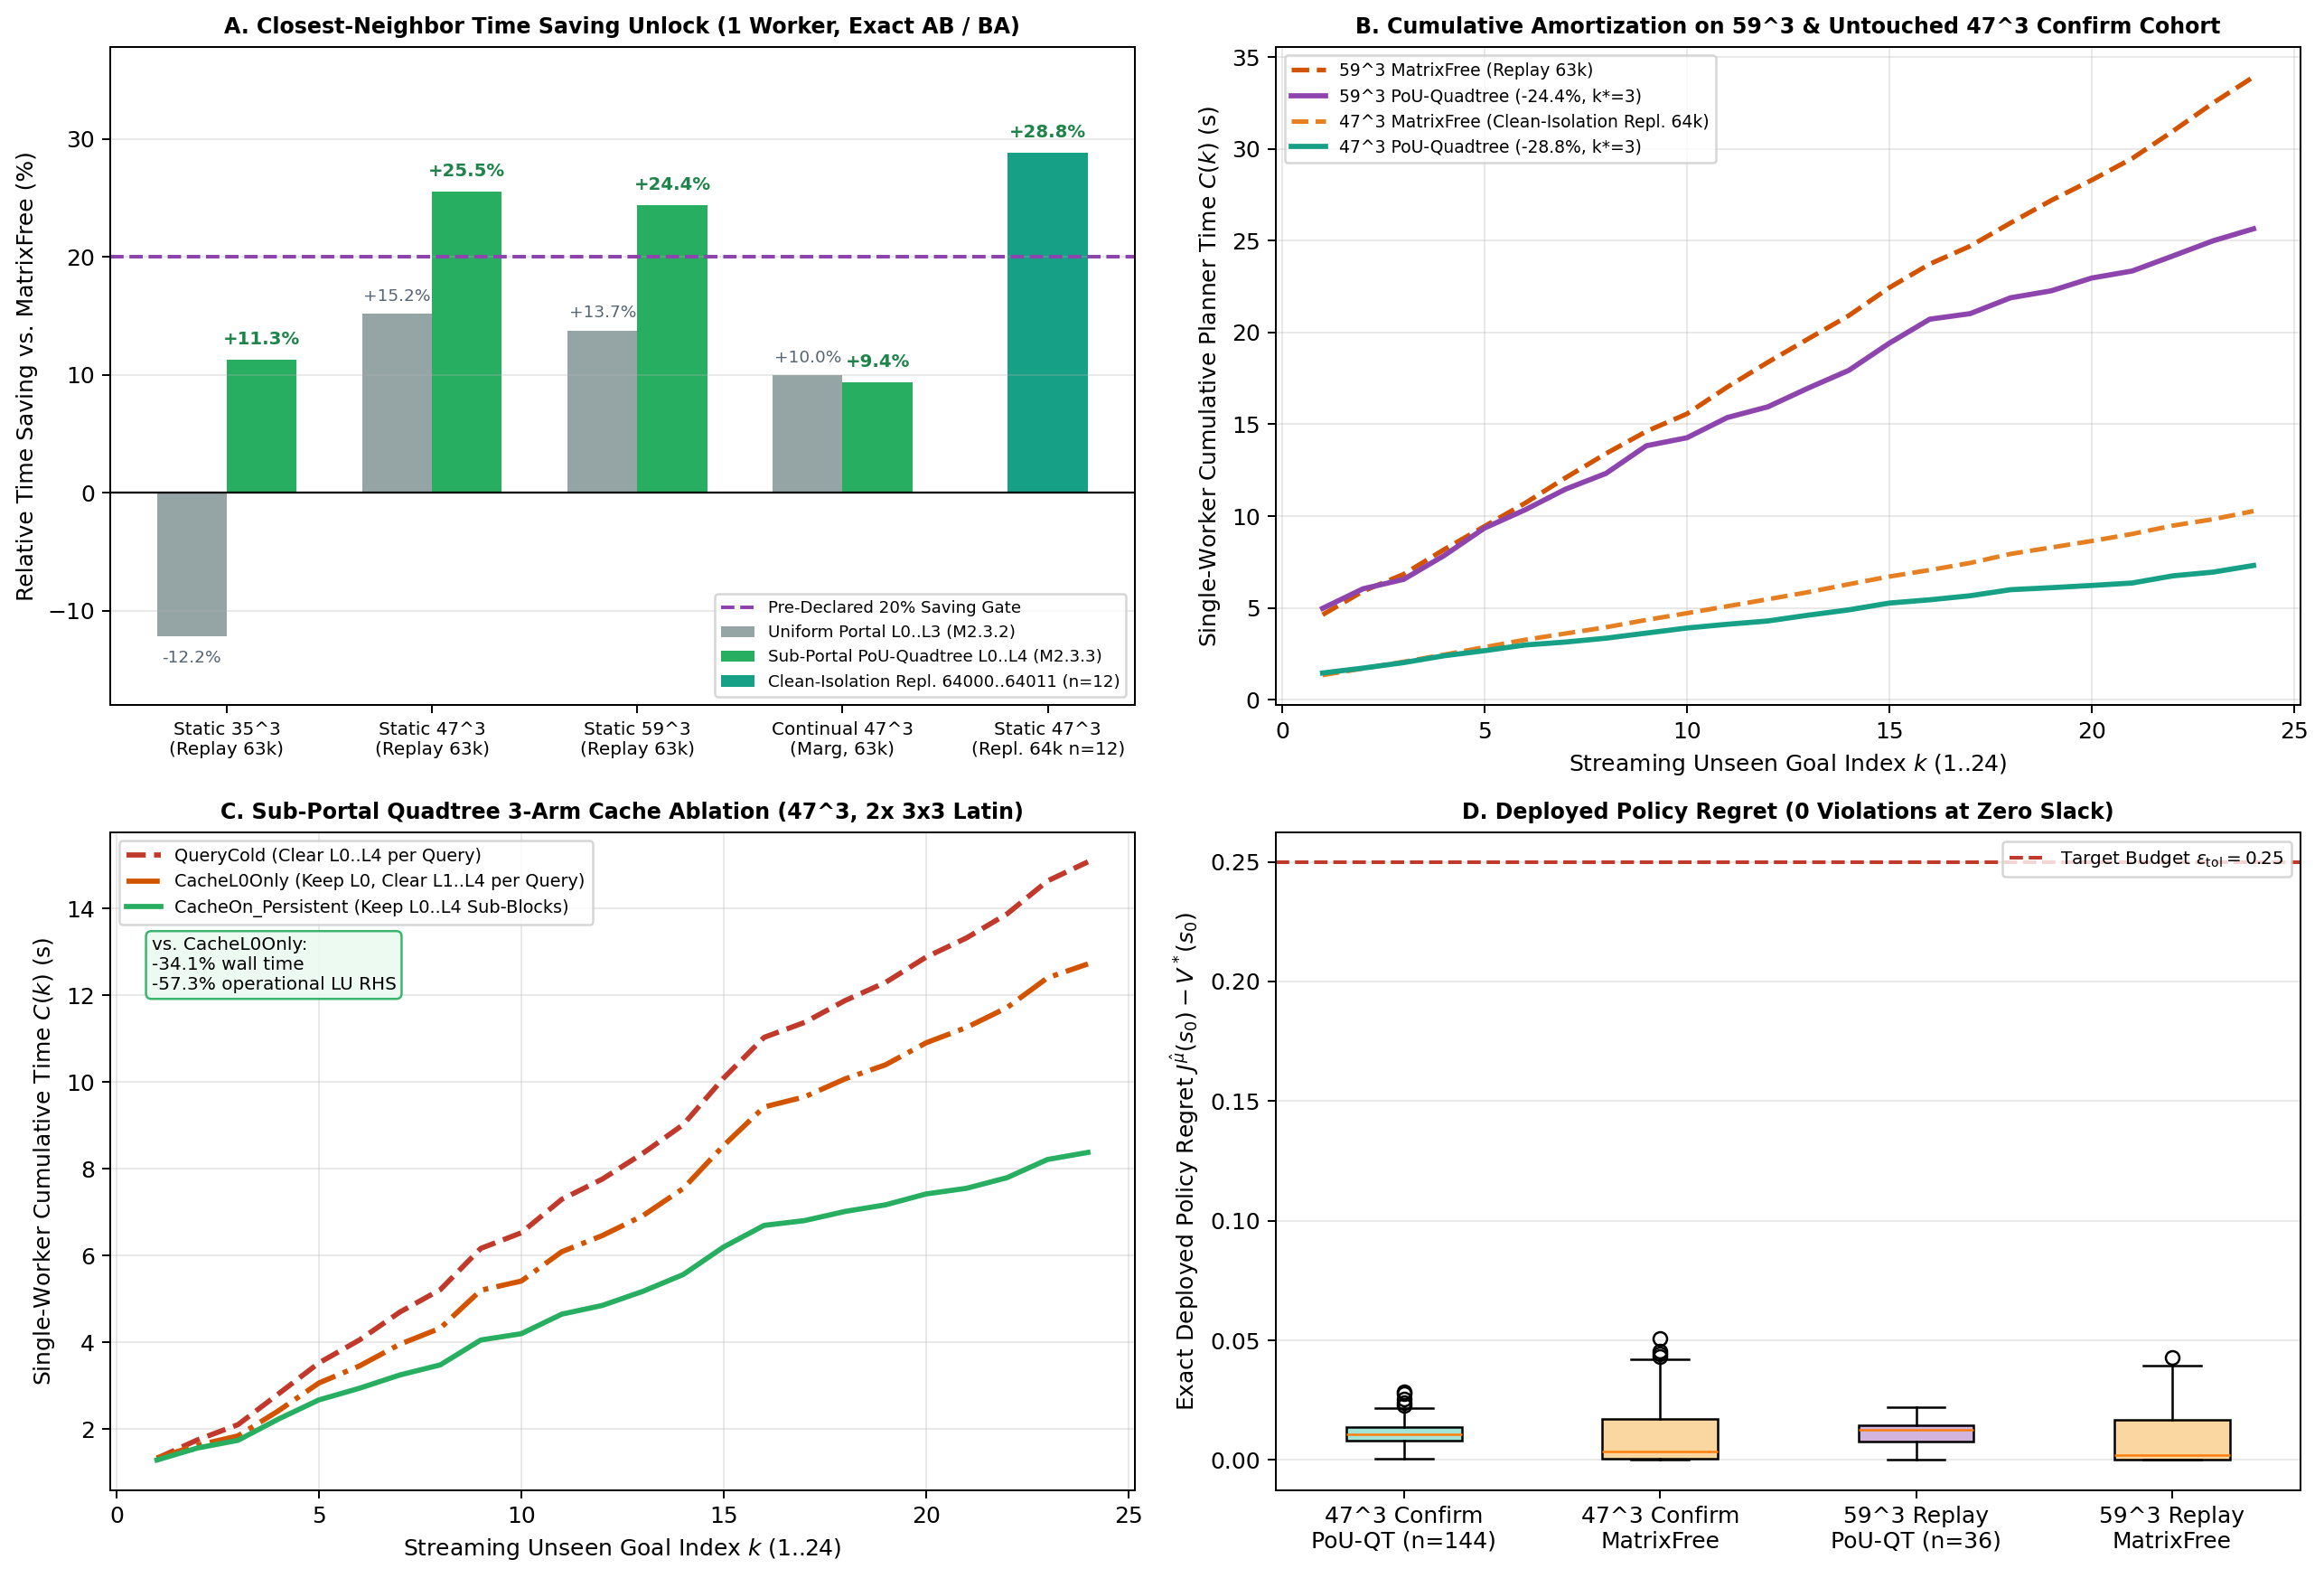 A. Closest-Neighbor Time Saving Unlock (1 Worker, Exact AB / BA)
Relative Time Saving vs. MatrixFree (%)
30
20
10
0
−10
-12.2%
+11.3%
+15.2%
+25.5%
+13.7%
+24.4%
+10.0%
+9.4%
+28.8%
Pre-Declared 20% Saving Gate
Uniform Portal L0..L3 (M2.3.2)
Sub-Portal PoU-Quadtree L0..L4 (M2.3.3)
Clean-Isolation Repl. 64000..64011 (n=12)
Static 35^3
(Replay 63k)
Static 47^3
(Replay 63k)
Static 59^3
(Replay 63k)
Continual 47^3
(Marg, 63k)
Static 47^3
(Repl. 64k n=12)
B. Cumulative Amortization on 59^3 & Untouched 47^3 Confirm Cohort
Single-Worker Cumulative Planner Time C(k) (s)
35
30
25
20
15
10
5
0
59^3 MatrixFree (Replay 63k)
59^3 PoU-Quadtree (-24.4%, k*=3)
47^3 MatrixFree (Clean-Isolation Repl. 64k)
47^3 PoU-Quadtree (-28.8%, k*=3)
0 5 10 15 20 25
Streaming Unseen Goal Index k (1..24)
C. Sub-Portal Quadtree 3-Arm Cache Ablation (47^3, 2x 3x3 Latin)
Single-Worker Cumulative Time C(k) (s)
14
12
10
8
6
4
2
QueryCold (Clear L0..L4 per Query)
CacheL0Only (Keep L0, Clear L1..L4 per Query)
CacheOn_Persistent (Keep L0..L4 Sub-Blocks)
vs. CacheL0Only:
-34.1% wall time
-57.3% operational LU RHS
0 5 10 15 20 25
Streaming Unseen Goal Index k (1..24)
D. Deployed Policy Regret (0 Violations at Zero Slack)
Exact Deployed Policy Regret J^μ̂(s₀) − V*(s₀)
0.25
0.20
0.15
0.10
0.05
0.00
Target Budget ε_tol = 0.25
47^3 Confirm
PoU-QT (n=144)
47^3 Confirm
MatrixFree
59^3 Replay
PoU-QT (n=36)
59^3 Replay
MatrixFree